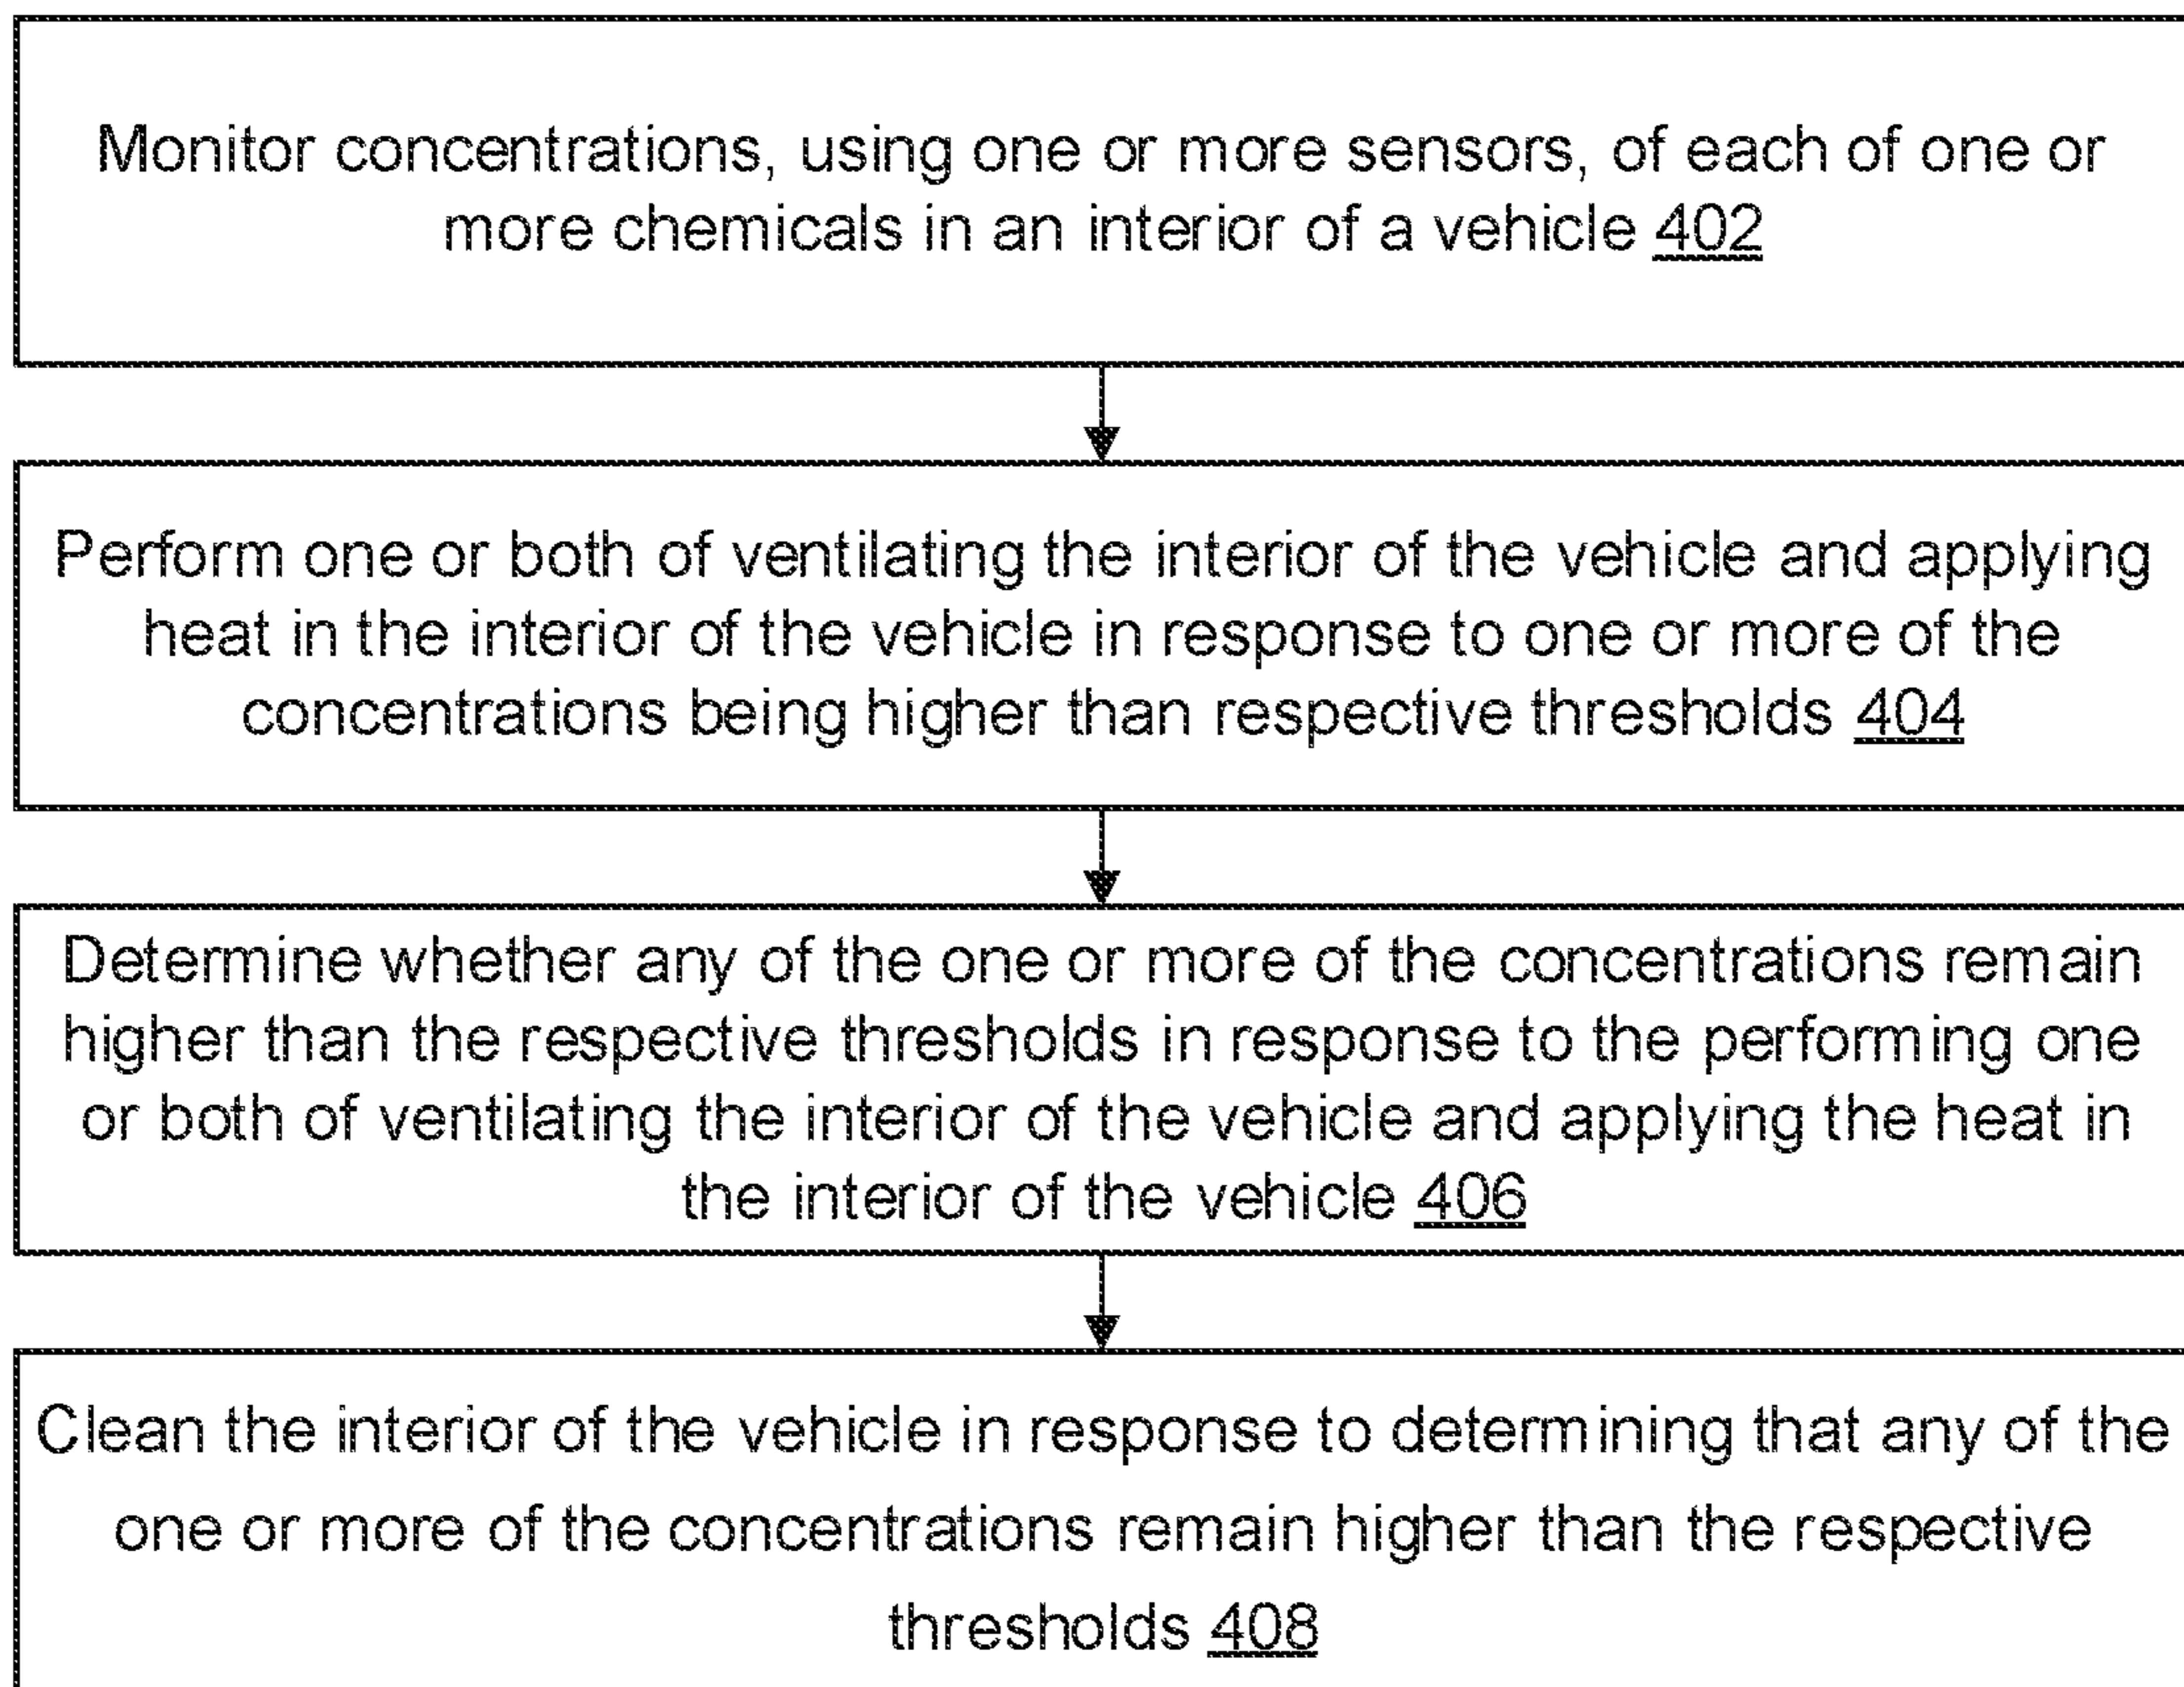 Monitor concentrations, using one or more sensors, of each of one or
more chemicals in an interior of a vehicle 402
Perform one or both of ventilating the interior of the vehicle and applying
heat in the interior of the vehicle in response to one or more of the
concentrations being higher than respective thresholds 404
Determine whether any of the one or more of the concentrations remain
higher than the respective thresholds in response to the performing one
or both of ventilating the interior of the vehicle and applying the heat in
the interior of the vehicle 406
Clean the interior of the vehicle in response to determining that any of the
one or more of the concentrations remain higher than the respective
thresholds 408